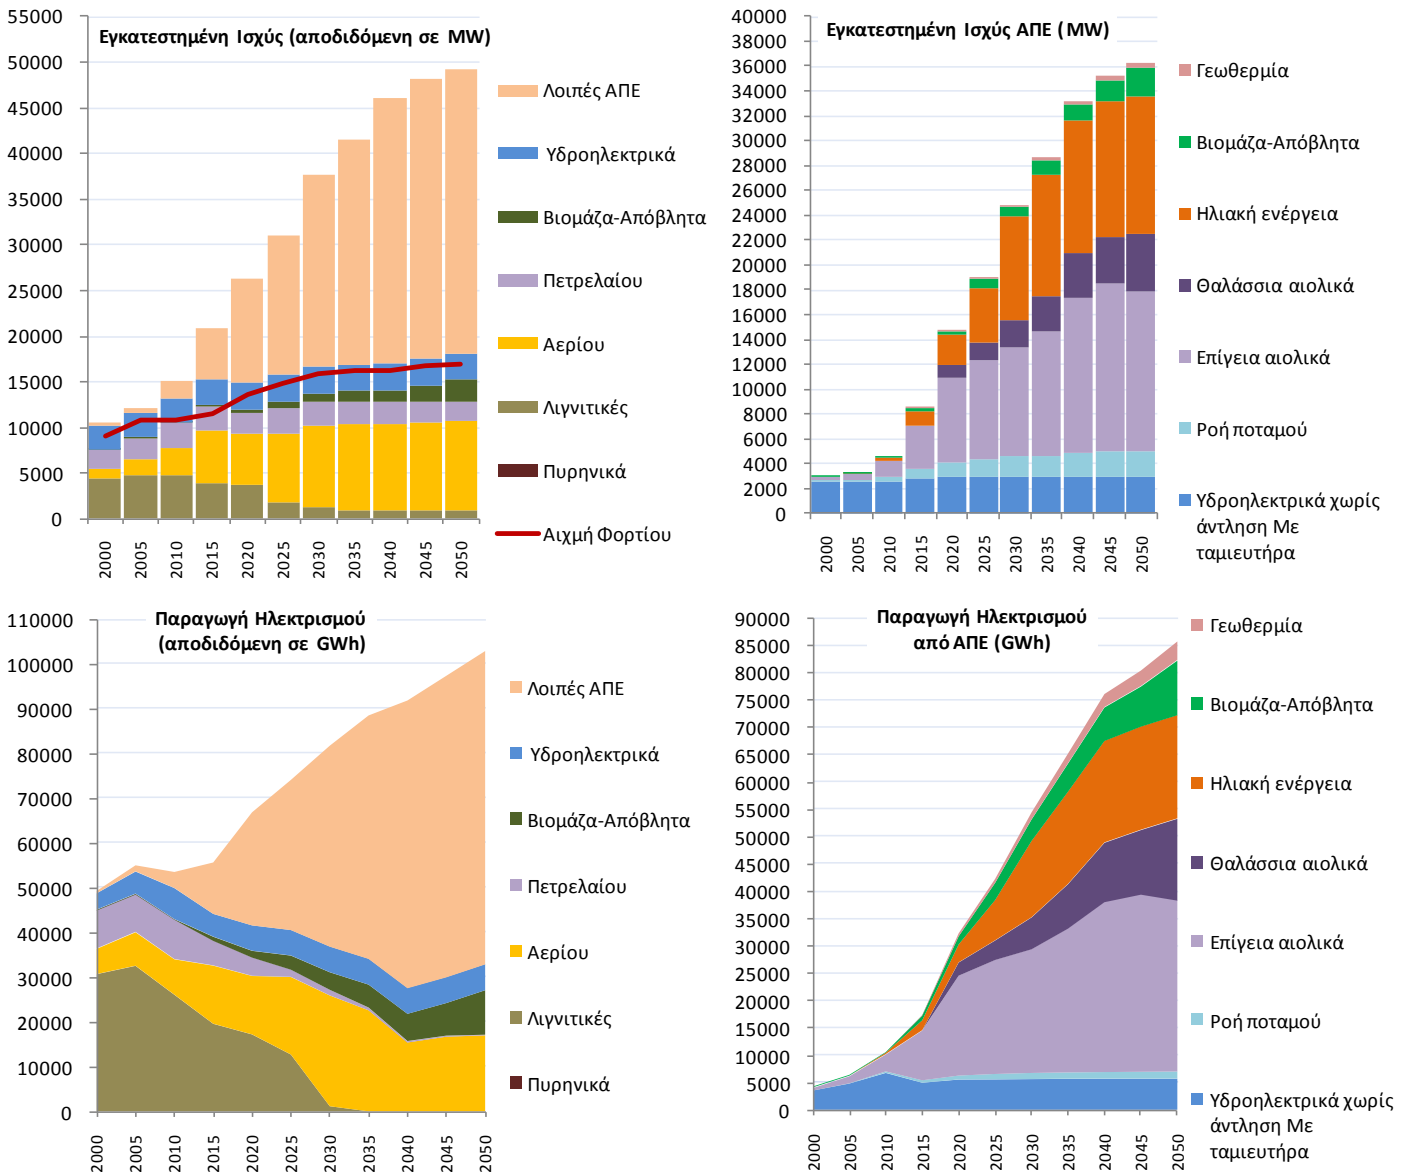 Εγκατεστημένη Ισχύς (αποδιδόμενη σε MW)
55000
50000
45000
40000
35000
30000
25000
20000
15000
10000
5000
0
2000
2005
2010
2015
2020
2025
2030
2035
2040
2045
2050
Λοιπές ΑΠΕ
Υδροηλεκτρικά
Βιομάζα-Απόβλητα
Πετρελαίου
Αερίου
Λιγνιτικές
Πυρηνικά
Αιχμή Φορτίου
Εγκατεστημένη Ισχύς ΑΠΕ (MW)
40000
38000
36000
34000
32000
30000
28000
26000
24000
22000
20000
18000
16000
14000
12000
10000
8000
6000
4000
2000
0
2000
2005
2010
2015
2020
2025
2030
2035
2040
2045
2050
Γεωθερμία
Βιομάζα-Απόβλητα
Ηλιακή ενέργεια
Θαλάσσια αιολικά
Επίγεια αιολικά
Ροή ποταμού
Υδροηλεκτρικά χωρίς
άντληση Με
ταμιευτήρα
Παραγωγή Ηλεκτρισμού
(αποδιδόμενη σε GWh)
110000
100000
90000
80000
70000
60000
50000
40000
30000
20000
10000
0
2000
2005
2010
2015
2020
2025
2030
2035
2040
2045
2050
Λοιπές ΑΠΕ
Υδροηλεκτρικά
Βιομάζα-Απόβλητα
Πετρελαίου
Αερίου
Λιγνιτικές
Πυρηνικά
Παραγωγή Ηλεκτρισμού
από ΑΠΕ (GWh)
90000
85000
80000
75000
70000
65000
60000
55000
50000
45000
40000
35000
30000
25000
20000
15000
10000
5000
0
2000
2005
2010
2015
2020
2025
2030
2035
2040
2045
2050
Γεωθερμία
Βιομάζα-Απόβλητα
Ηλιακή ενέργεια
Θαλάσσια αιολικά
Επίγεια αιολικά
Ροή ποταμού
Υδροηλεκτρικά χωρίς
άντληση Με
ταμιευτήρα